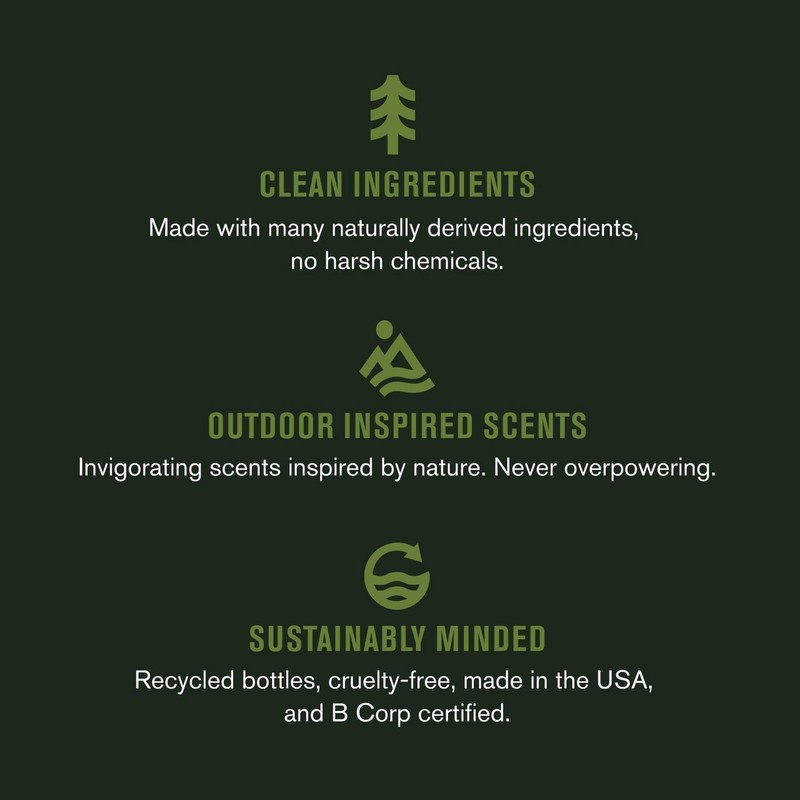 CLEAN INGREDIENTS
Made with many naturally derived ingredients,
no harsh chemicals.
OUTDOOR INSPIRED SCENTS
Invigorating scents inspired by nature. Never overpowering.
SUSTAINABLY MINDED
Recycled bottles, cruelty-free, made in the USA,
and B Corp certified.